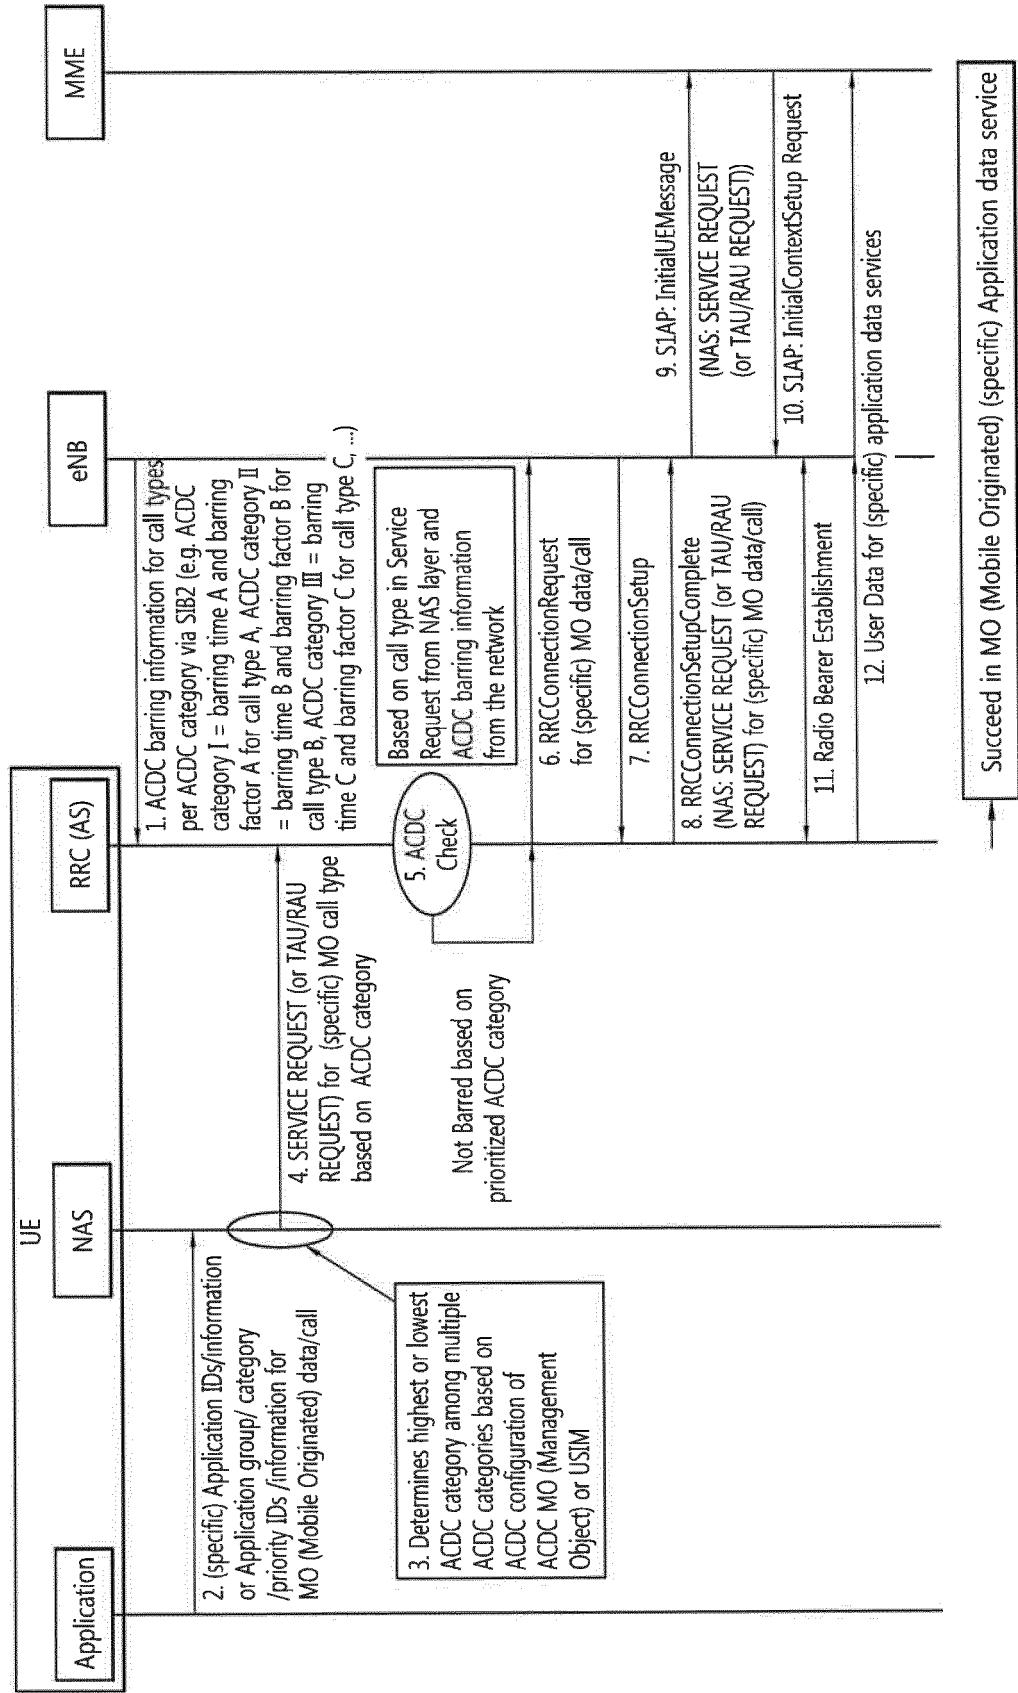 UE
Application
NAS
RRC (AS)
eNB
MME
1. ACDC barring information for call types
per ACDC category via SIB2 (e.g. ACDC
category I = barring time A and barring
factor A for call type A, ACDC category II
= barring time B and barring factor B for
call type B, ACDC category III = barring
time C and barring factor C for call type C, ...)
2. (specific) Application IDs/information
or Application group/ category
/priority IDs /information for
MO (Mobile Originated) data/call
3. Determines highest or lowest
ACDC category among multiple
ACDC categories based on
ACDC configuration of
ACDC MO (Management
Object) or USIM
4. SERVICE REQUEST (or TAU/RAU
REQUEST) for (specific) MO call type
based on ACDC category
5. ACDC
Check
Based on call type in Service
Request from NAS layer and
ACDC barring information
from the network
Not Barred based on
prioritized ACDC category
6. RRCConnectionRequest
for (specific) MO data/call
7. RRCConnectionSetup
8. RRCConnectionSetupComplete
(NAS: SERVICE REQUEST (or TAU/RAU
REQUEST) for (specific) MO data/call)
9. S1AP: InitialUEMessage
(NAS: SERVICE REQUEST
(or TAU/RAU REQUEST))
10. S1AP: InitialContextSetup Request
11. Radio Bearer Establishment
12. User Data for (specific) application data services
Succeed in MO (Mobile Originated) (specific) Application data service